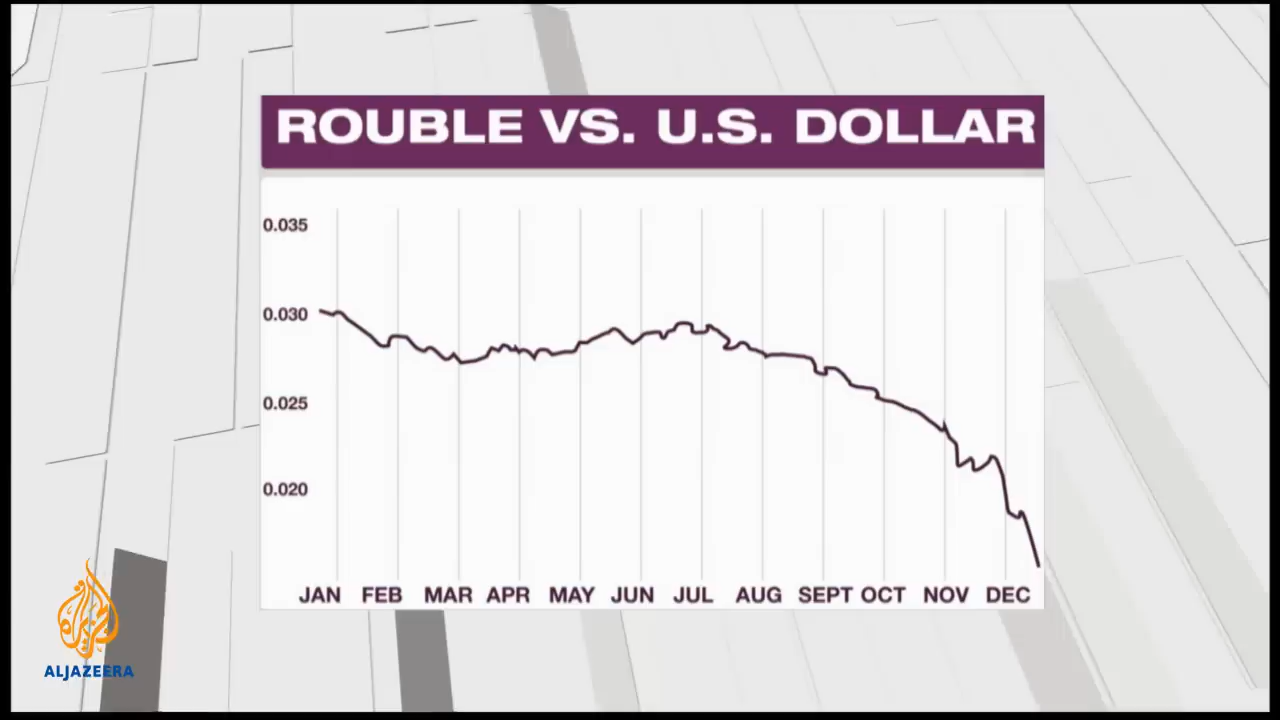 ROUBLE VS. U.S. DOLLAR
0.035
0.030
0.025
0.020
JAN FEB MAR APR MAY JUN JUL AUG SEPT OCT NOV DEC
الجزيرة
ALJAZEERA